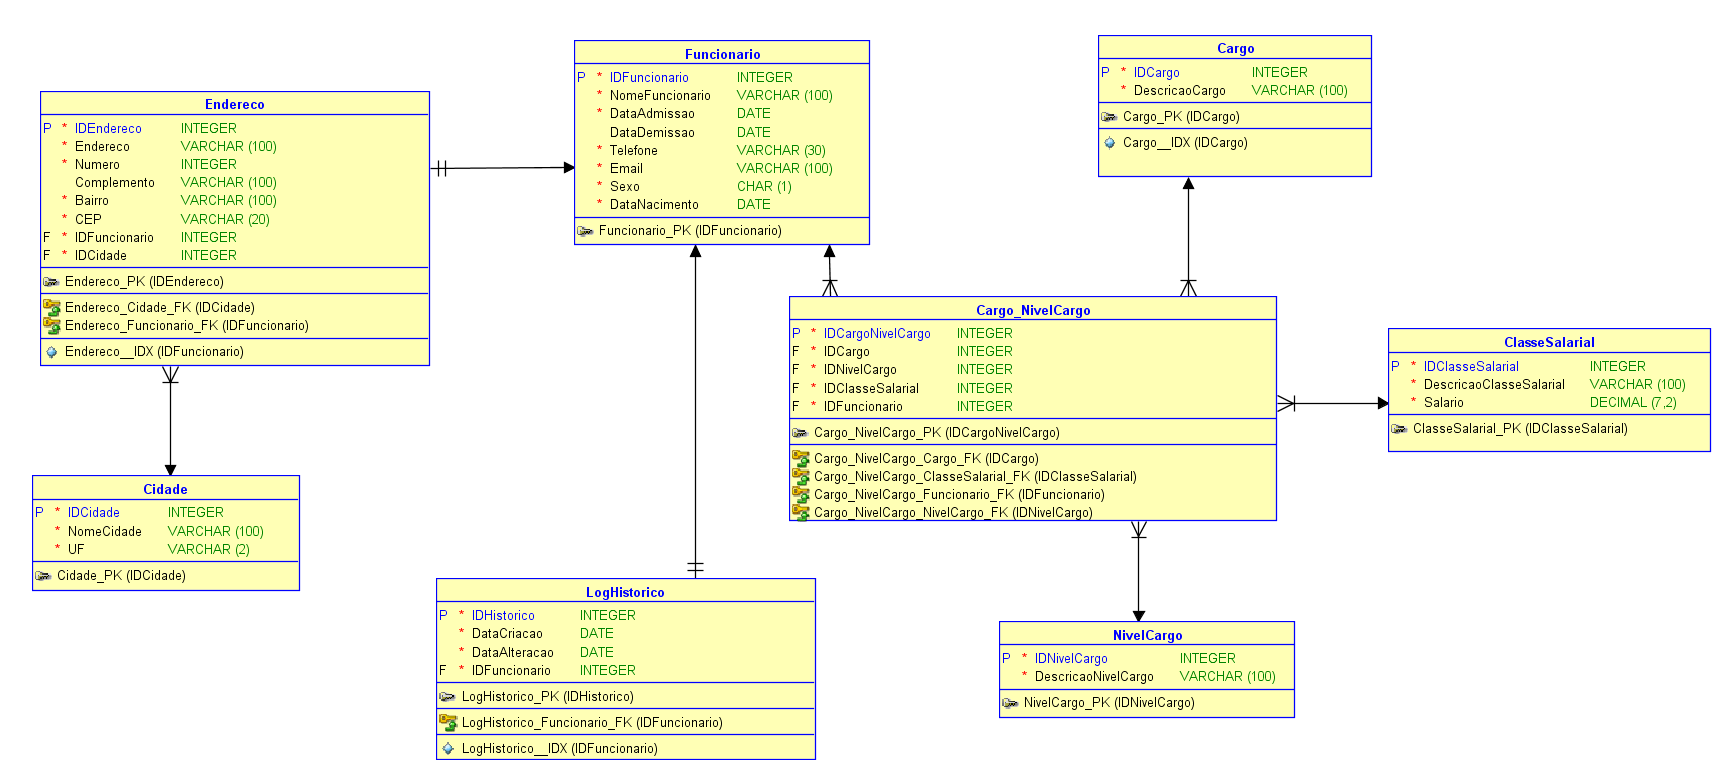 Endereco
P * IDEndereco INTEGER
* Endereco VARCHAR (100)
* Numero INTEGER
Complemento VARCHAR (100)
* Bairro VARCHAR (100)
* CEP VARCHAR (20)
F * IDFuncionario INTEGER
F * IDCidade INTEGER
Endereco_PK (IDEndereco)
Endereco_Cidade_FK (IDCidade)
Endereco_Funcionario_FK (IDFuncionario)
Endereco__IDX (IDFuncionario)
Funcionario
P * IDFuncionario INTEGER
* NomeFuncionario VARCHAR (100)
* DataAdmissao DATE
DataDemissao DATE
* Telefone VARCHAR (30)
* Email VARCHAR (100)
* Sexo CHAR (1)
* DataNacimento DATE
Funcionario_PK (IDFuncionario)
Cargo
P * IDCargo INTEGER
* DescricaoCargo VARCHAR (100)
Cargo_PK (IDCargo)
Cargo__IDX (IDCargo)
Cargo_NivelCargo
P * IDCargoNivelCargo INTEGER
F * IDCargo INTEGER
F * IDNivelCargo INTEGER
F * IDClasseSalarial INTEGER
F * IDFuncionario INTEGER
Cargo_NivelCargo_PK (IDCargoNivelCargo)
Cargo_NivelCargo_Cargo_FK (IDCargo)
Cargo_NivelCargo_ClasseSalarial_FK (IDClasseSalarial)
Cargo_NivelCargo_Funcionario_FK (IDFuncionario)
Cargo_NivelCargo_NivelCargo_FK (IDNivelCargo)
ClasseSalarial
P * IDClasseSalarial INTEGER
* DescricaoClasseSalarial VARCHAR (100)
* Salario DECIMAL (7,2)
ClasseSalarial_PK (IDClasseSalarial)
Cidade
P * IDCidade INTEGER
* NomeCidade VARCHAR (100)
* UF VARCHAR (2)
Cidade_PK (IDCidade)
LogHistorico
P * IDHistorico INTEGER
* DataCriacao DATE
* DataAlteracao DATE
F * IDFuncionario INTEGER
LogHistorico_PK (IDHistorico)
LogHistorico_Funcionario_FK (IDFuncionario)
LogHistorico__IDX (IDFuncionario)
NivelCargo
P * IDNivelCargo INTEGER
* DescricaoNivelCargo VARCHAR (100)
NivelCargo_PK (IDNivelCargo)